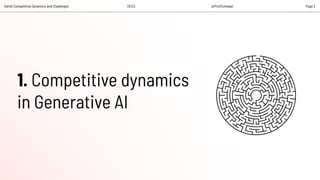 GenAI Competitive Dynamics and Challenges OECD @ProfSchrepel Page 3
1. Competitive dynamics
in Generative AI